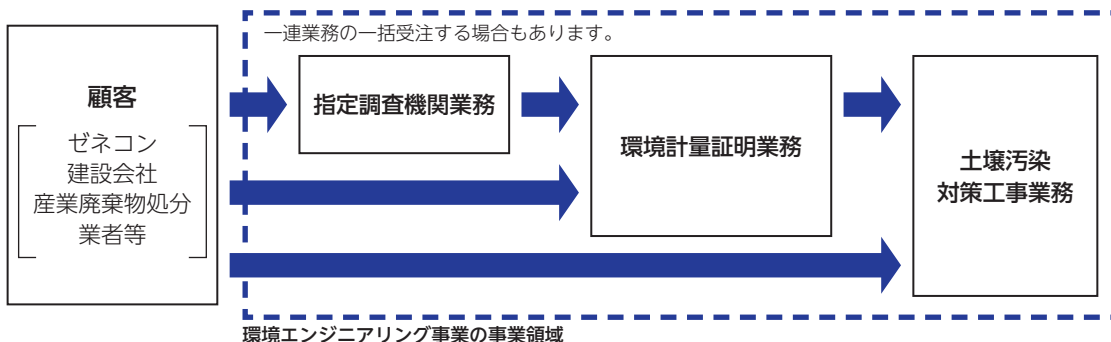 一連業務の一括受注する場合もあります。
顧客
ゼネコン
建設会社
産業廃棄物処分
業者等
指定調査機関業務
環境計量証明業務
土壌汚染
対策工事業務
環境エンジニアリング事業の事業領域